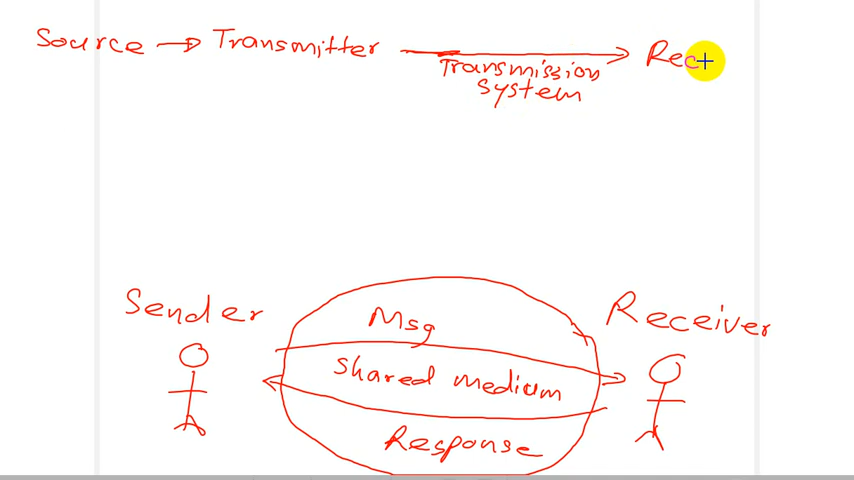 Source → Transmitter → Rec
Transmission
system
Sender
Receiver
Msg
Shared medium
Response